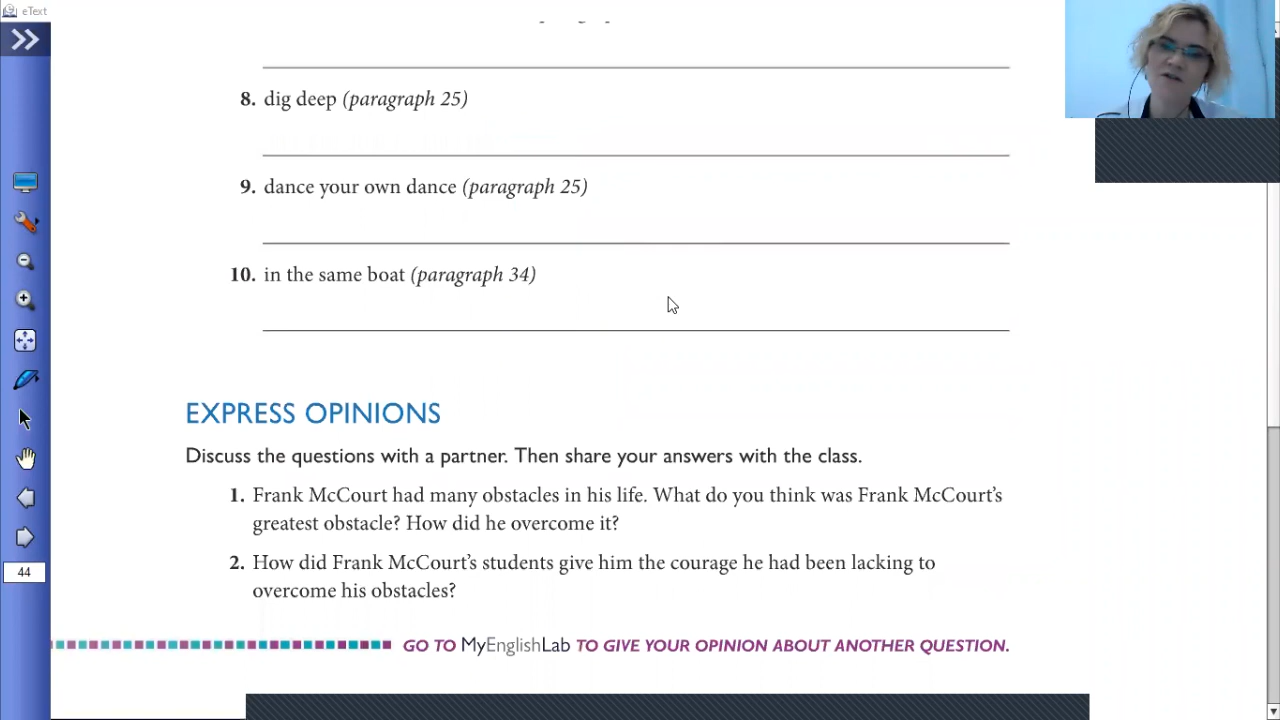 eText
8. dig deep (paragraph 25)
9. dance your own dance (paragraph 25)
10. in the same boat (paragraph 34)
EXPRESS OPINIONS
Discuss the questions with a partner. Then share your answers with the class.
1. Frank McCourt had many obstacles in his life. What do you think was Frank McCourt's
greatest obstacle? How did he overcome it?
2. How did Frank McCourt's students give him the courage he had been lacking to
overcome his obstacles?
44
GO TO MyEnglishLab TO GIVE YOUR OPINION ABOUT ANOTHER QUESTION.